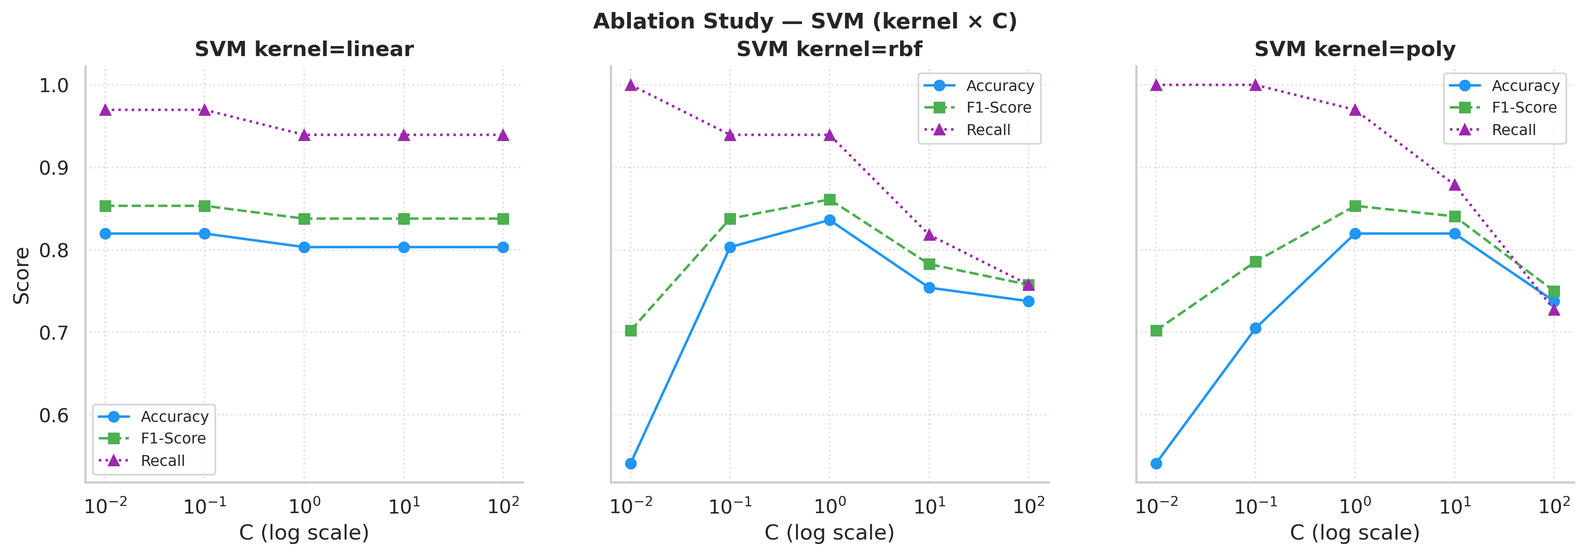 Ablation Study — SVM (kernel × C)
SVM kernel=linear
Score
1.0
0.9
0.8
0.7
0.6
Accuracy
F1-Score
Recall
10⁻² 10⁻¹ 10⁰ 10¹ 10²
C (log scale)
SVM kernel=rbf
Accuracy
F1-Score
Recall
10⁻² 10⁻¹ 10⁰ 10¹ 10²
C (log scale)
SVM kernel=poly
Accuracy
F1-Score
Recall
10⁻² 10⁻¹ 10⁰ 10¹ 10²
C (log scale)